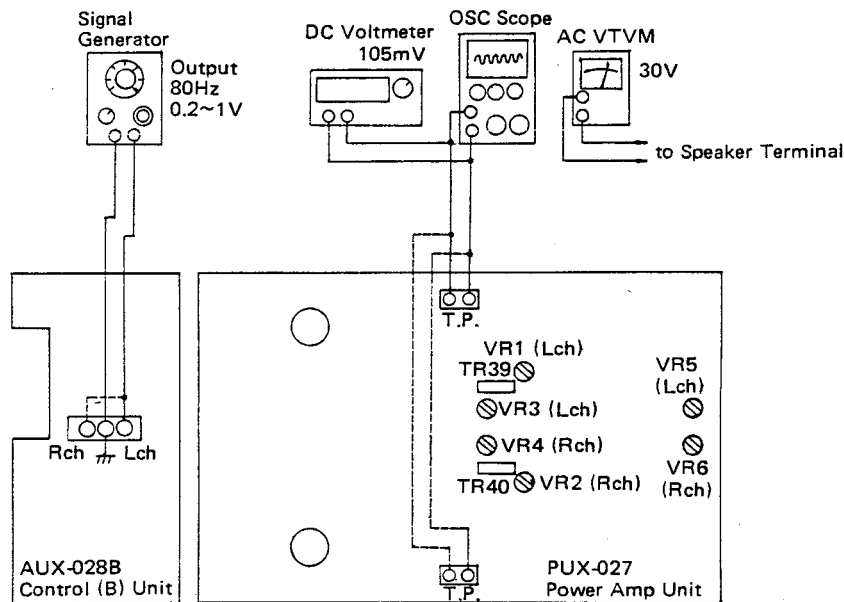 Signal
Generator
Output
80Hz
0.2~1V
DC Voltmeter
105mV
OSC Scope
AC VTVM
30V
to Speaker Terminal
T.P.
VR1 (Lch)
TR39
VR3 (Lch)
VR4 (Rch)
TR40
VR2 (Rch)
VR5
(Lch)
VR6
(Rch)
Rch
Lch
AUX-028B
Control (B) Unit
T.P.
PUX-027
Power Amp Unit